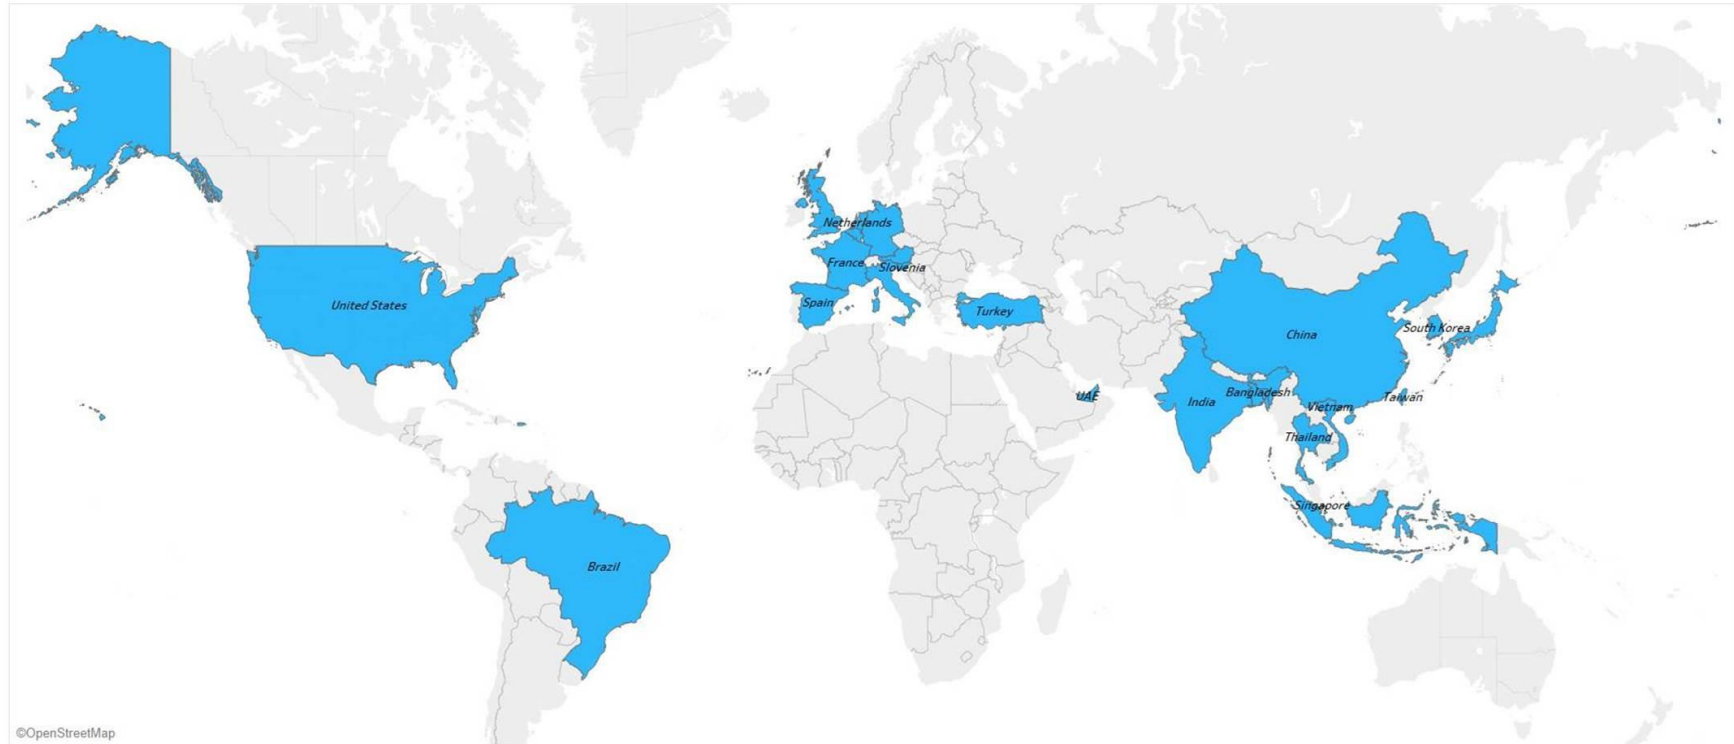 Netherlands
France
Slovenia
United States
Spain
Turkey
China
South Korea
UAE
India
Bangladesh
Taiwan
Vietnam
Thailand
Singapore
Brazil
©OpenStreetMap